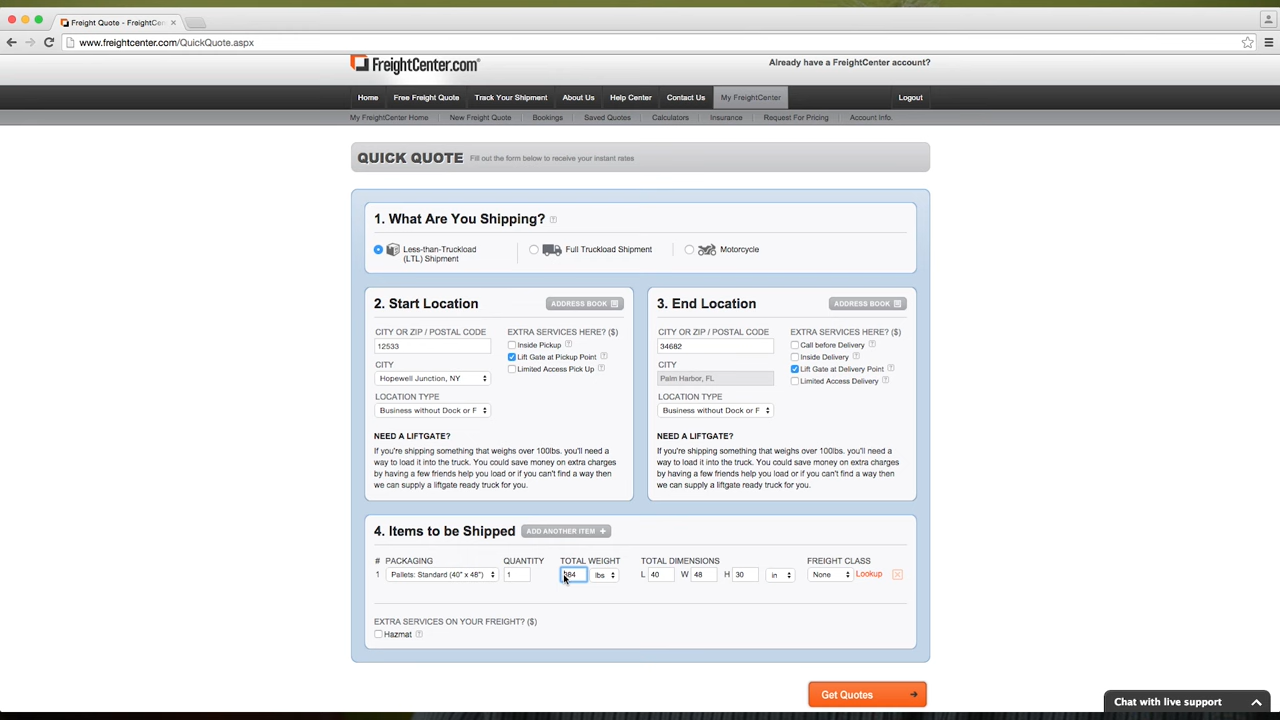 Freight Quote - FreightCen
www.freightcenter.com/QuickQuote.aspx
FreightCenter.com
Already have a FreightCenter account?
Home Free Freight Quote Track Your Shipment About Us Help Center Contact Us My FreightCenter Logout
My FreightCenter Home New Freight Quote Bookings Saved Quotes Calculators Insurance Request For Pricing Account Info.
QUICK QUOTE Fill out the form below to receive your instant rates
1. What Are You Shipping? ?
Less-than-Truckload
(LTL) Shipment
Full Truckload Shipment
Motorcycle
2. Start Location ADDRESS BOOK
CITY OR ZIP / POSTAL CODE
12533
CITY
Hopewell Junction, NY
LOCATION TYPE
Business without Dock or F
EXTRA SERVICES HERE? ($)
Inside Pickup ?
Lift Gate at Pickup Point ?
Limited Access Pick Up ?
NEED A LIFTGATE?
If you're shipping something that weighs over 100lbs. you'll need a
way to load it into the truck. You could save money on extra charges
by having a few friends help you load or if you can't find a way then
we can supply a liftgate ready truck for you.
3. End Location ADDRESS BOOK
CITY OR ZIP / POSTAL CODE
34682
CITY
Palm Harbor, FL
LOCATION TYPE
Business without Dock or F
EXTRA SERVICES HERE? ($)
Call before Delivery ?
Inside Delivery ?
Lift Gate at Delivery Point ?
Limited Access Delivery ?
NEED A LIFTGATE?
If you're shipping something that weighs over 100lbs. you'll need a
way to load it into the truck. You could save money on extra charges
by having a few friends help you load or if you can't find a way then
we can supply a liftgate ready truck for you.
4. Items to be Shipped ADD ANOTHER ITEM +
# PACKAGING QUANTITY TOTAL WEIGHT TOTAL DIMENSIONS FREIGHT CLASS
1 Pallets: Standard (40" x 48") 1 lbs L 40 W 48 H 30 in None Lookup
EXTRA SERVICES ON YOUR FREIGHT? ($)
Hazmat ?
Get Quotes
Chat with live support